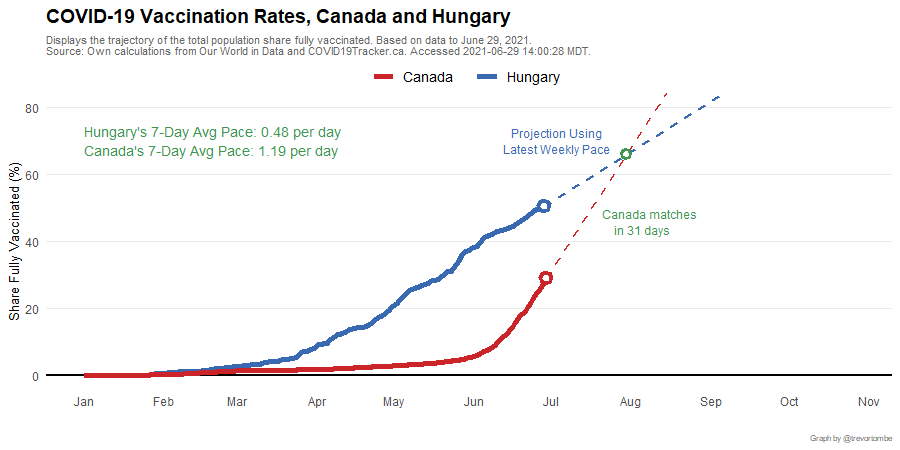 COVID-19 Vaccination Rates, Canada and Hungary
Displays the trajectory of the total population share fully vaccinated. Based on data to June 29, 2021.
Source: Own calculations from Our World in Data and COVID19Tracker.ca. Accessed 2021-06-29 14:00:28 MDT.
Canada Hungary
Share Fully Vaccinated (%)
80
60
40
20
0
Hungary's 7-Day Avg Pace: 0.48 per day
Canada's 7-Day Avg Pace: 1.19 per day
Projection Using
Latest Weekly Pace
Canada matches
in 31 days
Jan Feb Mar Apr May Jun Jul Aug Sep Oct Nov
Graph by @trevortombe